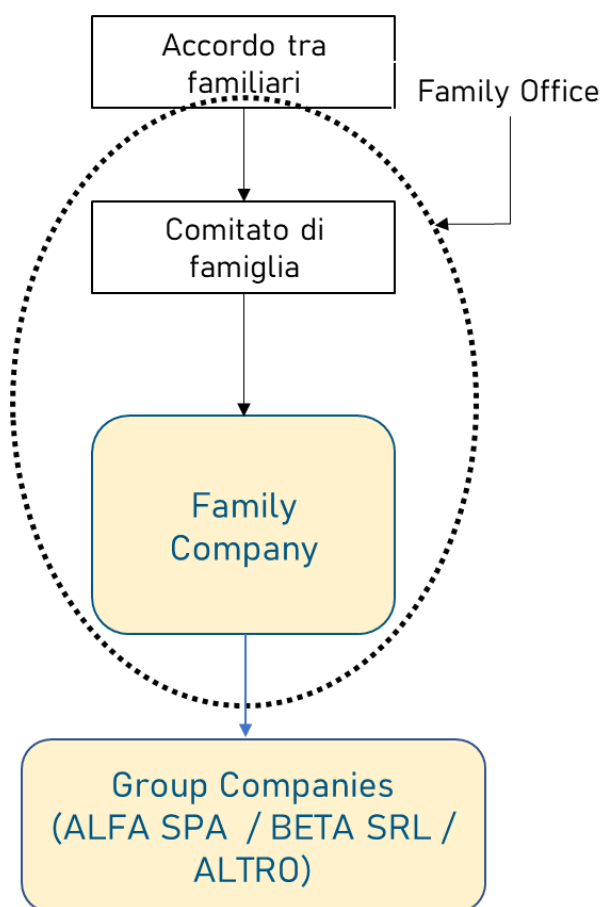 Accordo tra
familiari
Family Office
Comitato di
famiglia
Family
Company
Group Companies
(ALFA SPA / BETA SRL /
ALTRO)